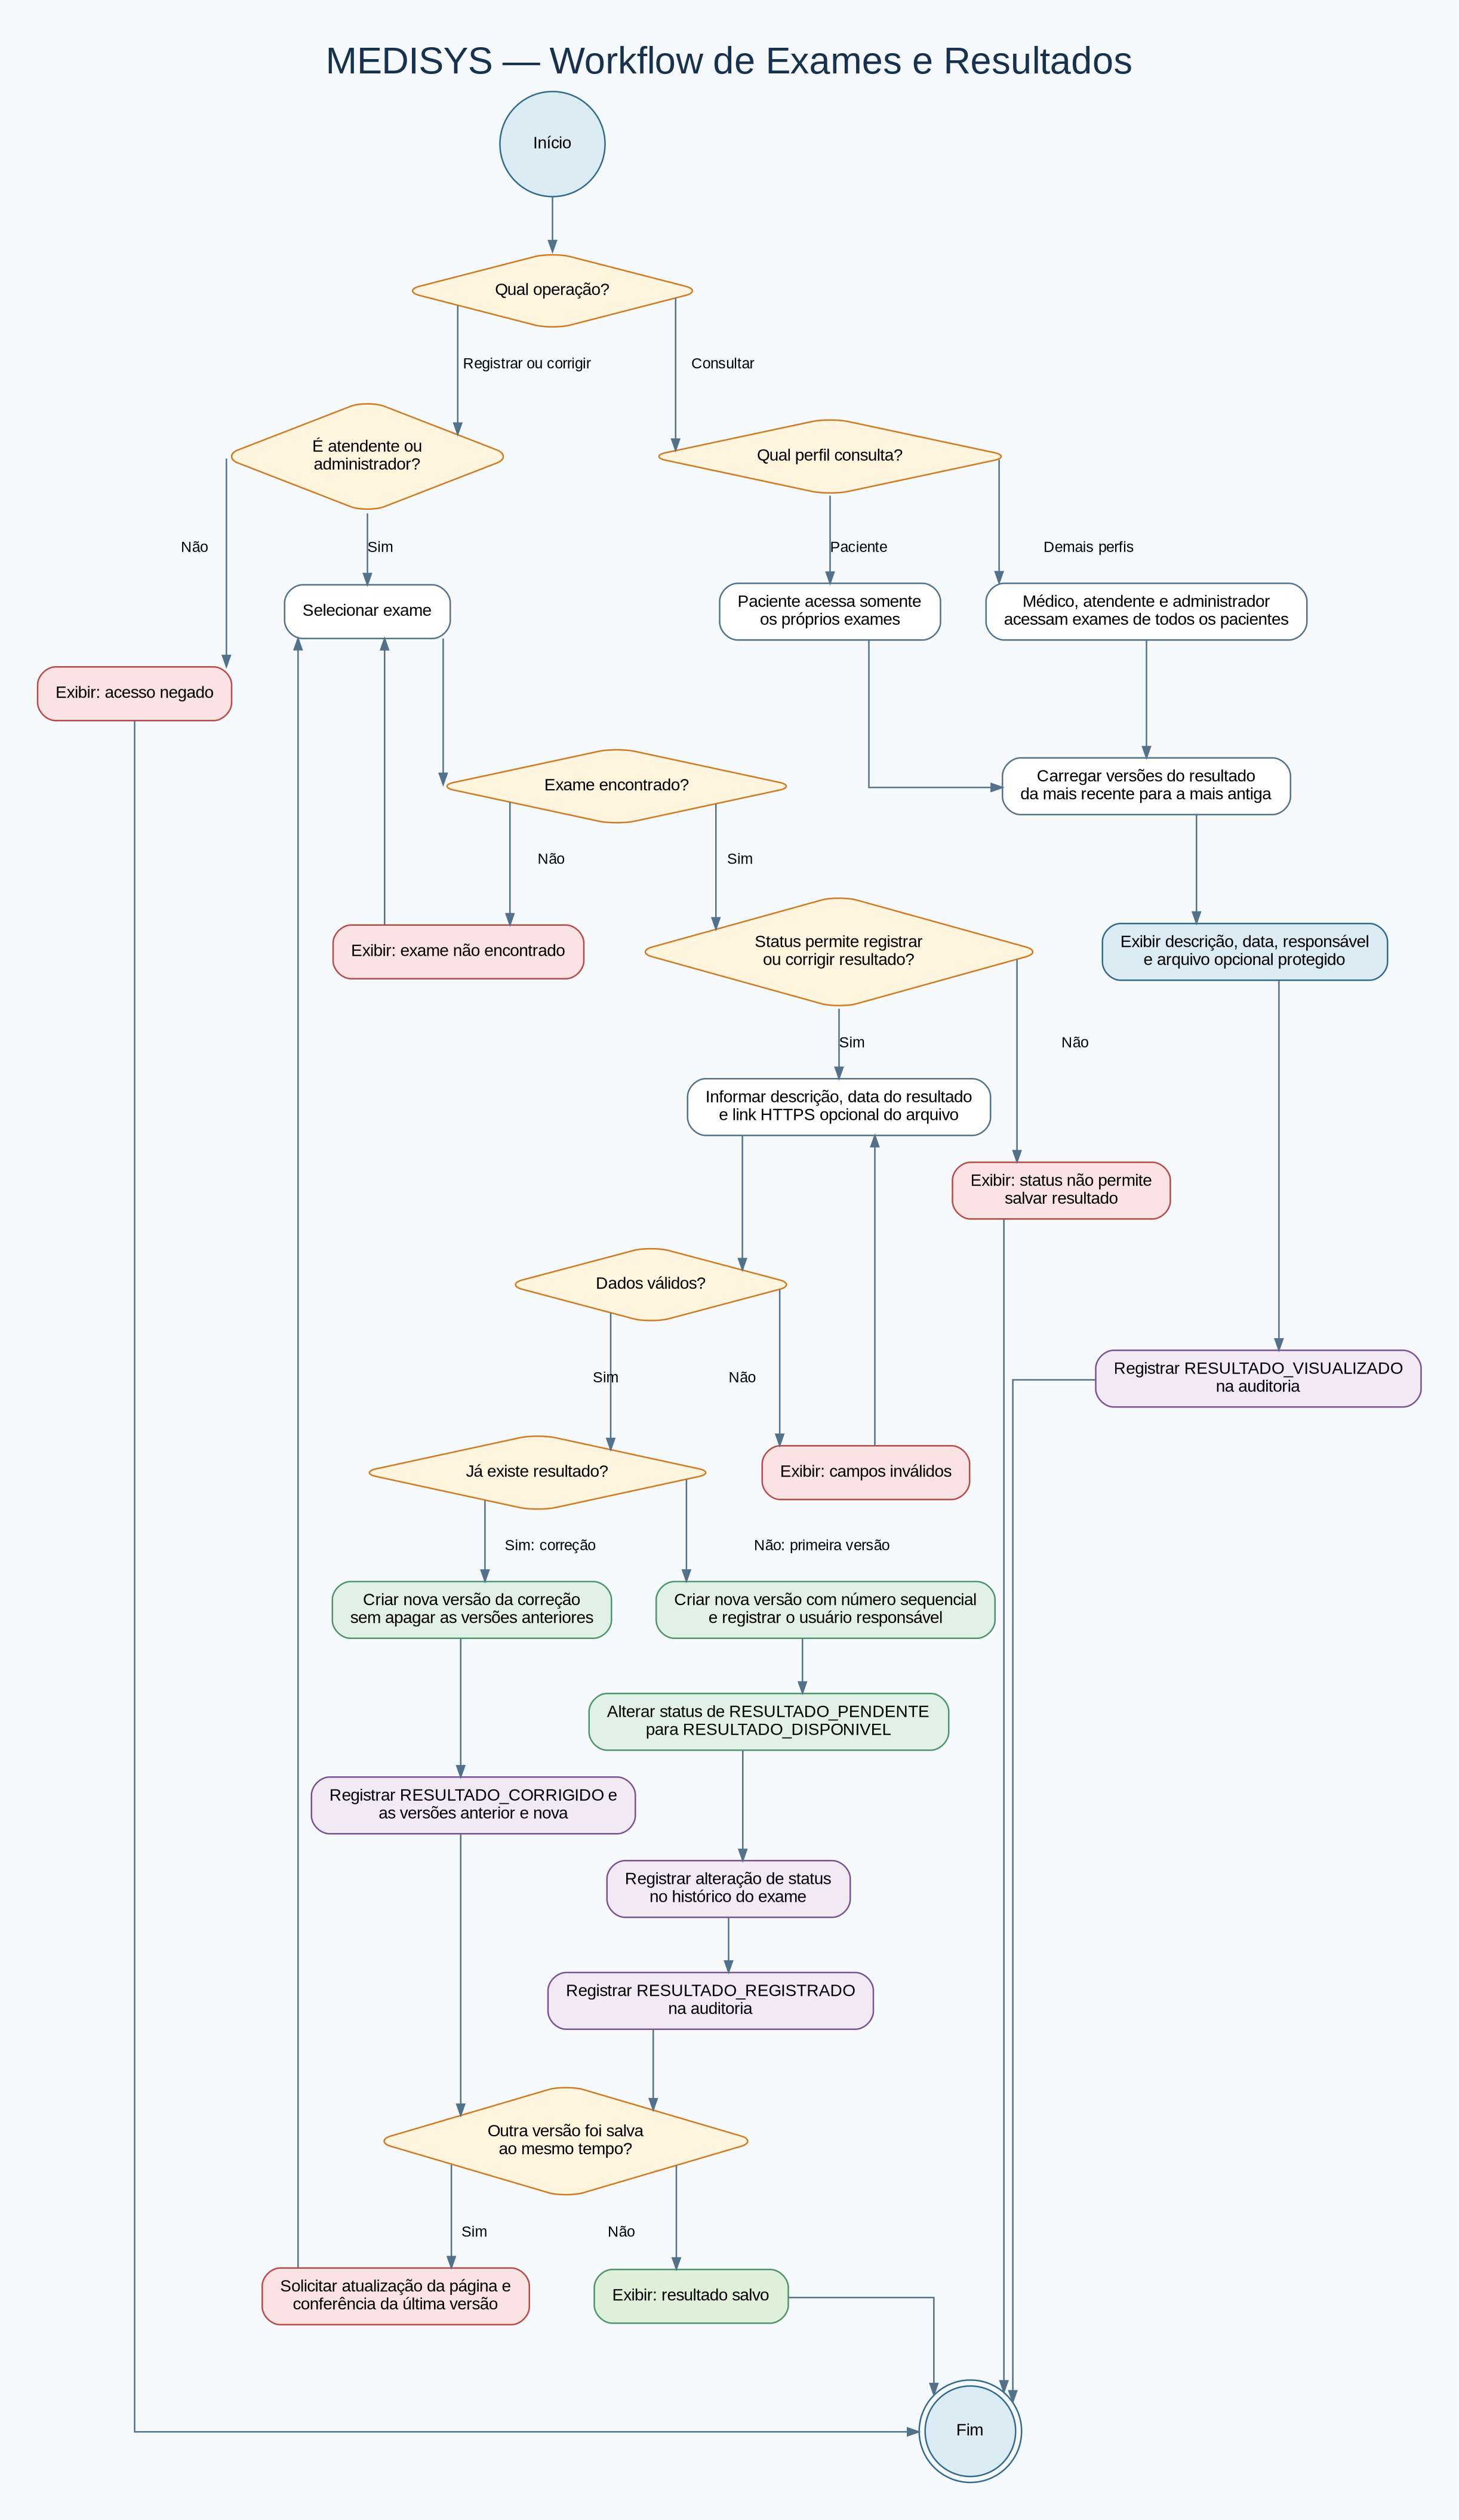 MEDISYS — Workflow de Exames e Resultados
Início
Qual operação?
Registrar ou corrigir
Consultar
É atendente ou
administrador?
Qual perfil consulta?
Não
Sim
Paciente
Demais perfis
Selecionar exame
Paciente acessa somente
os próprios exames
Médico, atendente e administrador
acessam exames de todos os pacientes
Exibir: acesso negado
Exame encontrado?
Carregar versões do resultado
da mais recente para a mais antiga
Não
Sim
Exibir: exame não encontrado
Status permite registrar
ou corrigir resultado?
Exibir descrição, data, responsável
e arquivo opcional protegido
Sim
Não
Informar descrição, data do resultado
e link HTTPS opcional do arquivo
Exibir: status não permite
salvar resultado
Dados válidos?
Sim
Não
Registrar RESULTADO_VISUALIZADO
na auditoria
Já existe resultado?
Exibir: campos inválidos
Sim: correção
Não: primeira versão
Criar nova versão da correção
sem apagar as versões anteriores
Criar nova versão com número sequencial
e registrar o usuário responsável
Alterar status de RESULTADO_PENDENTE
para RESULTADO_DISPONIVEL
Registrar RESULTADO_CORRIGIDO e
as versões anterior e nova
Registrar alteração de status
no histórico do exame
Registrar RESULTADO_REGISTRADO
na auditoria
Outra versão foi salva
ao mesmo tempo?
Sim
Não
Solicitar atualização da página e
conferência da última versão
Exibir: resultado salvo
Fim